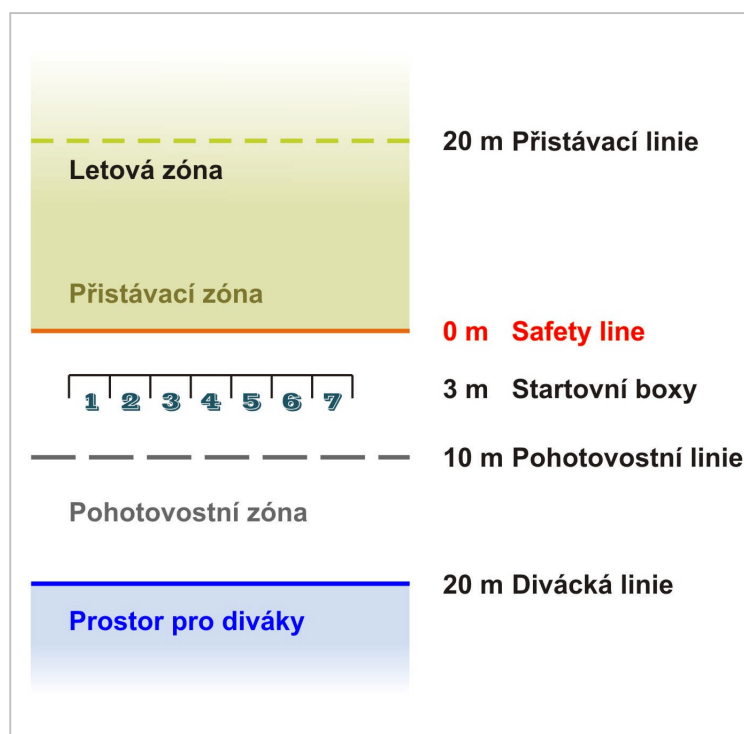 20 m Přistávací linie
Letová zóna
Přistávací zóna
0 m Safety line
1 2 3 4 5 6 7
3 m Startovní boxy
10 m Pohotovostní linie
Pohotovostní zóna
20 m Divácká linie
Prostor pro diváky